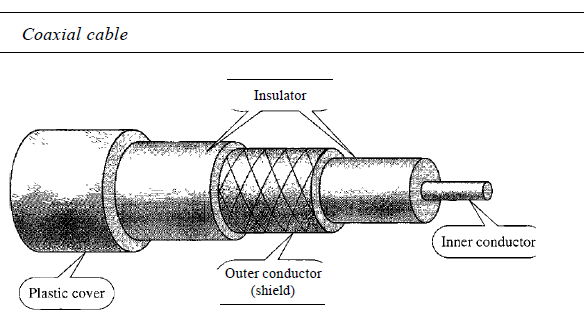 Coaxial cable
Insulator
Inner conductor
Outer conductor
(shield)
Plastic cover